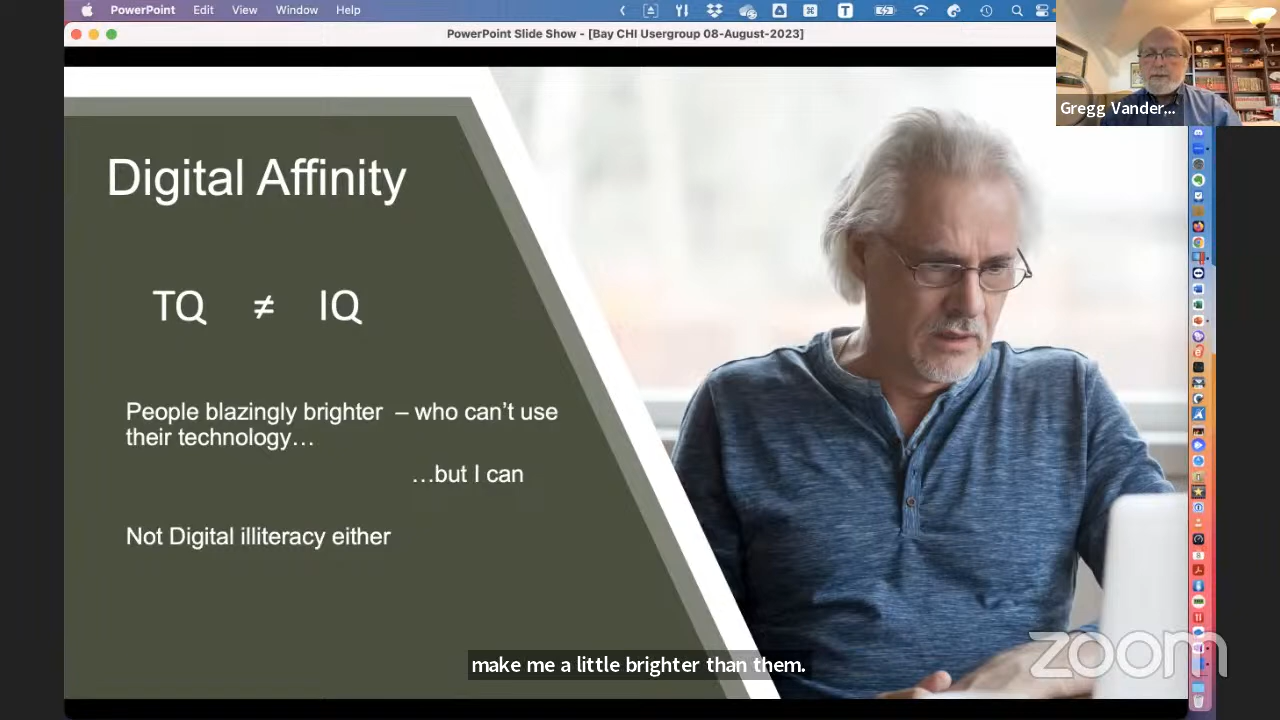 PowerPoint Edit View Window Help
PowerPoint Slide Show - [Bay CHI Usergroup 08-August-2023]
Gregg Vander...
Digital Affinity
TQ ≠ IQ
People blazingly brighter – who can’t use
their technology…
…but I can
Not Digital illiteracy either
make me a little brighter than them.
zoom